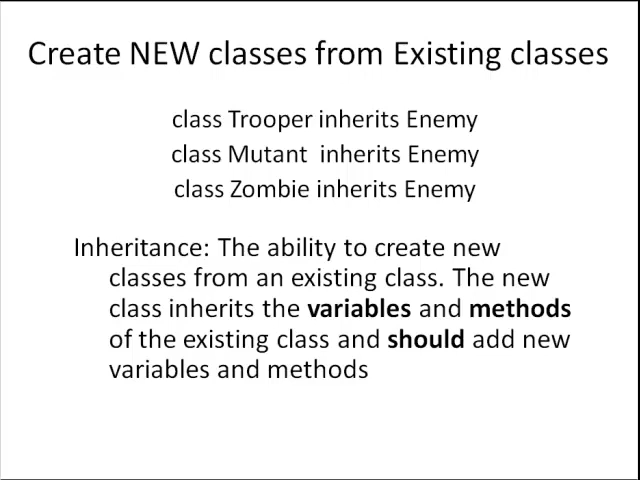 Create NEW classes from Existing classes
class Trooper inherits Enemy
class Mutant  inherits Enemy
class Zombie inherits Enemy
Inheritance: The ability to create new
classes from an existing class. The new
class inherits the variables and methods
of the existing class and should add new
variables and methods